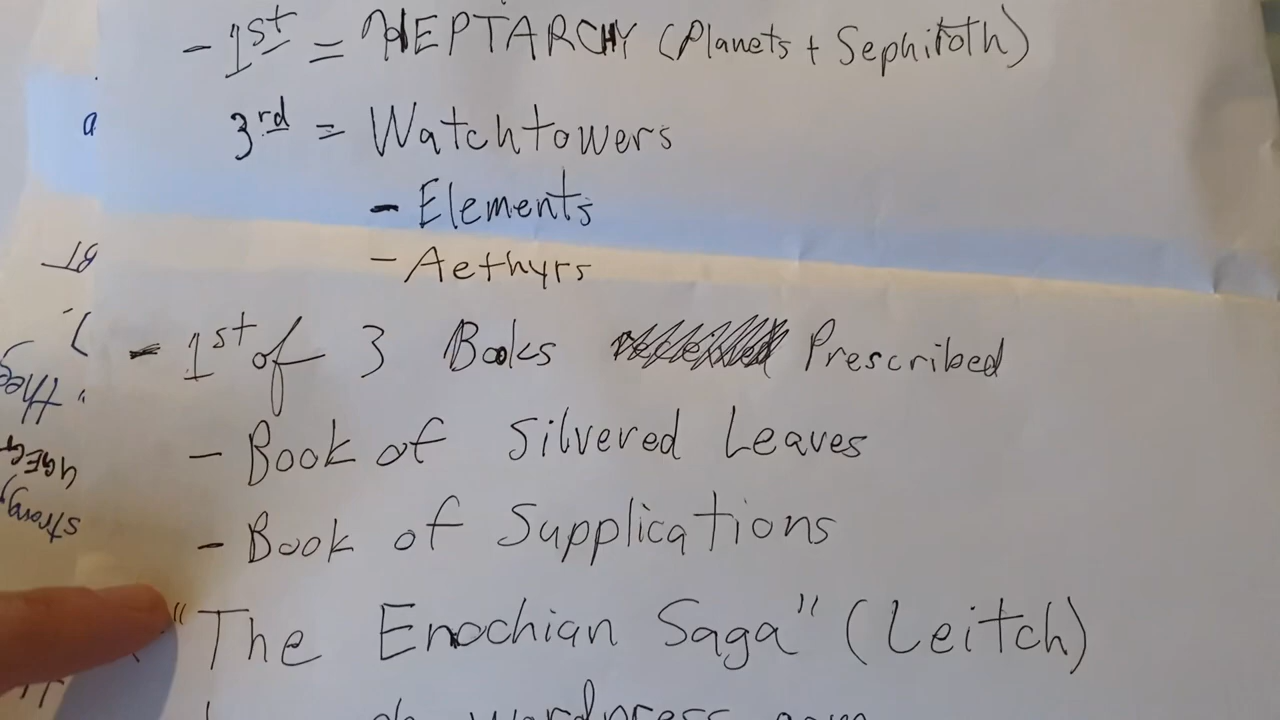 - 1st = HEPTARCHY (Planets + Sephiroth)
3rd = Watchtowers
- Elements
- Aethyrs
- 1st of 3 Books Prescribed
- Book of Silvered Leaves
- Book of Supplications
"The Enochian Saga" (Leitch)
wordpress